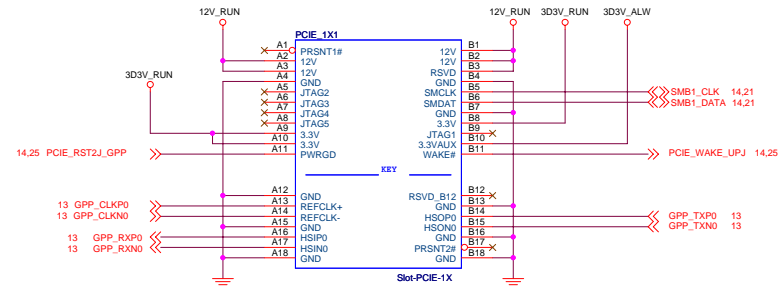 12V_RUN 12V_RUN 3D3V_RUN 3D3V_ALW
PCIE_1X1
A1 PRSNT1# 12V B1
A2 12V 12V B2
A3 12V RSVD B3
A4 GND GND B4
3D3V_RUN
A5 JTAG2 SMCLK B5 SMB1_CLK 14,21
A6 JTAG3 SMDAT B6 SMB1_DATA 14,21
A7 JTAG4 GND B7
A8 JTAG5 3.3V B8
A9 3.3V JTAG1 B9
A10 3.3V 3.3VAUX B10
14,25 PCIE_RST2J_GPP A11 PWRGD WAKE# B11 PCIE_WAKE_UPJ 14,25
KEY
A12 GND RSVD_B12 B12
13 GPP_CLKP0 A13 REFCLK+ GND B13
13 GPP_CLKN0 A14 REFCLK- HSOP0 B14 GPP_TXP0 13
A15 GND HSON0 B15 GPP_TXN0 13
13 GPP_RXP0 A16 HSIP0 GND B16
13 GPP_RXN0 A17 HSIN0 PRSNT2# B17
A18 GND GND B18
Slot-PCIE-1X